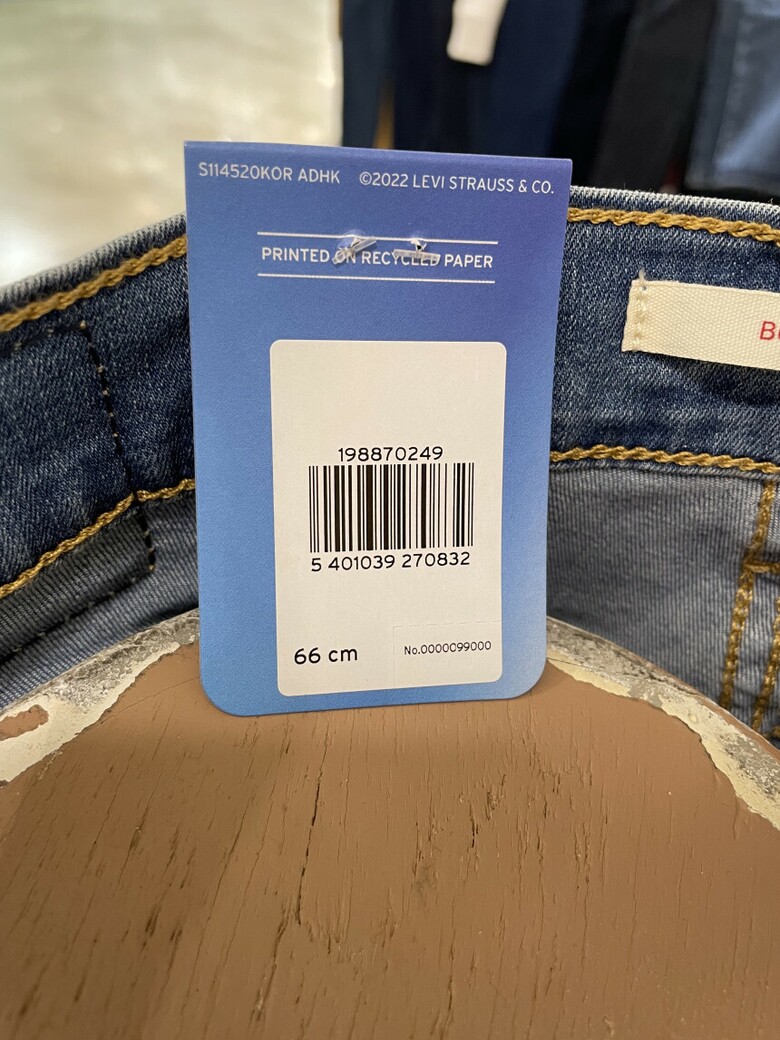 S114520KOR ADHK ©2022 LEVI STRAUSS & CO.
PRINTED ON RECYCLED PAPER
198870249
5 401039 270832
66 cm
No.0000099000